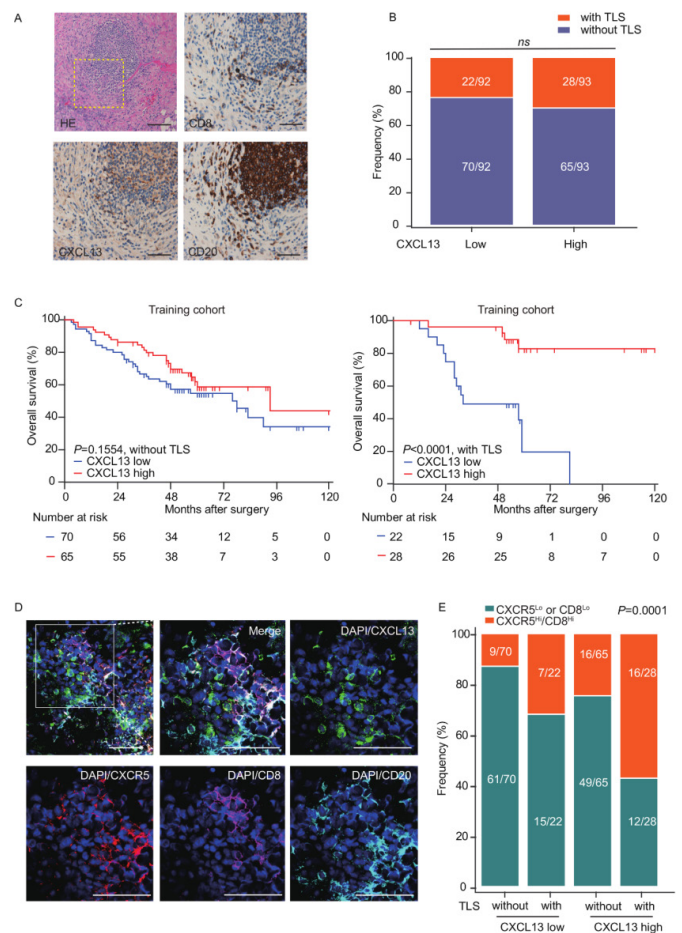 A
HE
CD8
CXCL13
CD20
B
with TLS
without TLS
ns
Frequency (%)
100
80
60
40
20
0
22/92
28/93
70/92
65/93
CXCL13
Low
High
C
Training cohort
Overall survival (%)
100
80
60
40
20
0
P=0.1554, without TLS
CXCL13 low
CXCL13 high
0 24 48 72 96 120
Months after surgery
Number at risk
70 56 34 12 5 0
65 55 38 7 3 0
Training cohort
Overall survival (%)
100
80
60
40
20
0
P<0.0001, with TLS
CXCL13 low
CXCL13 high
0 24 48 72 96 120
Months after surgery
Number at risk
22 15 9 1 0 0
28 26 25 8 7 0
D
Merge
DAPI/CXCL13
DAPI/CXCR5
DAPI/CD8
DAPI/CD20
E
CXCR5Lo or CD8Lo
CXCR5Hi/CD8Hi
P=0.0001
Frequency (%)
100
80
60
40
20
0
9/70
7/22
16/65
16/28
61/70
15/22
49/65
12/28
TLS
without with without with
CXCL13 low CXCL13 high